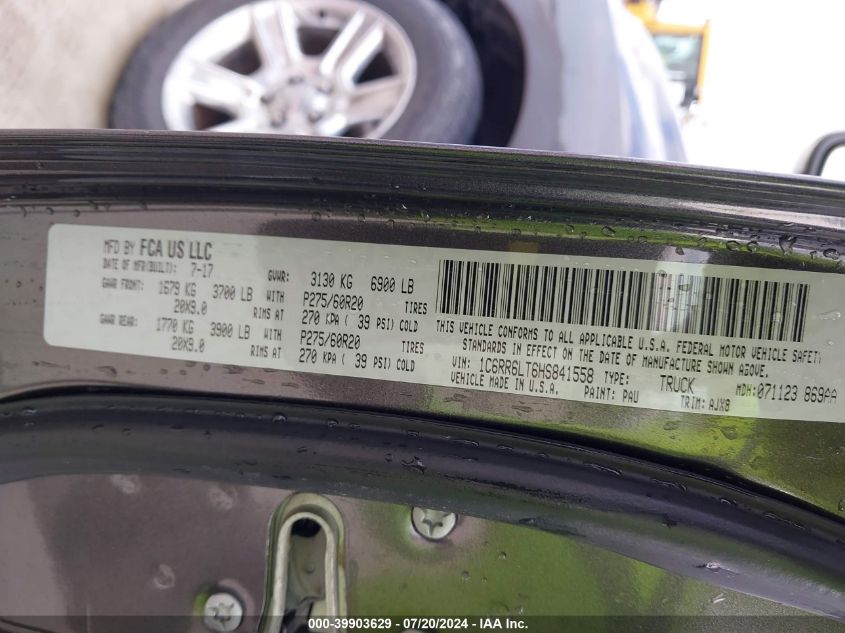 MFD BY FCA US LLC
DATE OF MFR(BUILT): 7-17 GVWR: 3130 KG 6900 LB
GAWR FRONT: 1679 KG 3700 LB WITH P275/60R20 TIRES
20X9.0 RIMS AT 270 KPA ( 39 PSI) COLD
GAWR REAR: 1770 KG 3900 LB WITH P275/60R20 TIRES
20X9.0 RIMS AT 270 KPA ( 39 PSI) COLD
THIS VEHICLE CONFORMS TO ALL APPLICABLE U.S.A. FEDERAL MOTOR VEHICLE SAFETY
STANDARDS IN EFFECT ON THE DATE OF MANUFACTURE SHOWN ABOVE.
VIN: 1C6RR6LT6HS841558 TYPE: TRUCK MDH:071123 869AA
VEHICLE MADE IN U.S.A. PAINT: PAU TRIM: AJX8
000-39903629 - 07/20/2024 - IAA Inc.